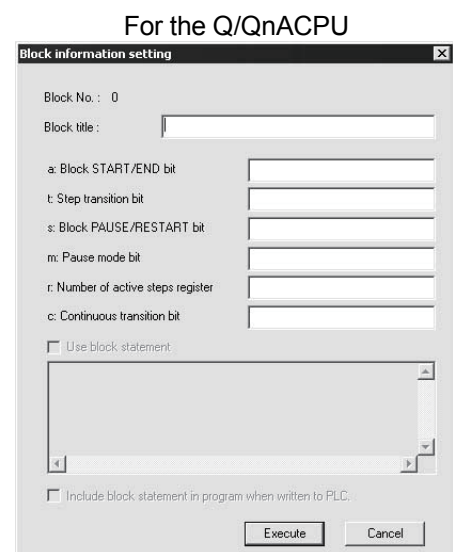 For the Q/QnACPU
Block information setting
Block No. : 0
Block title :
a: Block START/END bit
t: Step transition bit
s: Block PAUSE/RESTART bit
m: Pause mode bit
r: Number of active steps register
c: Continuous transition bit
Use block statement
Include block statement in program when written to PLC.
Execute Cancel